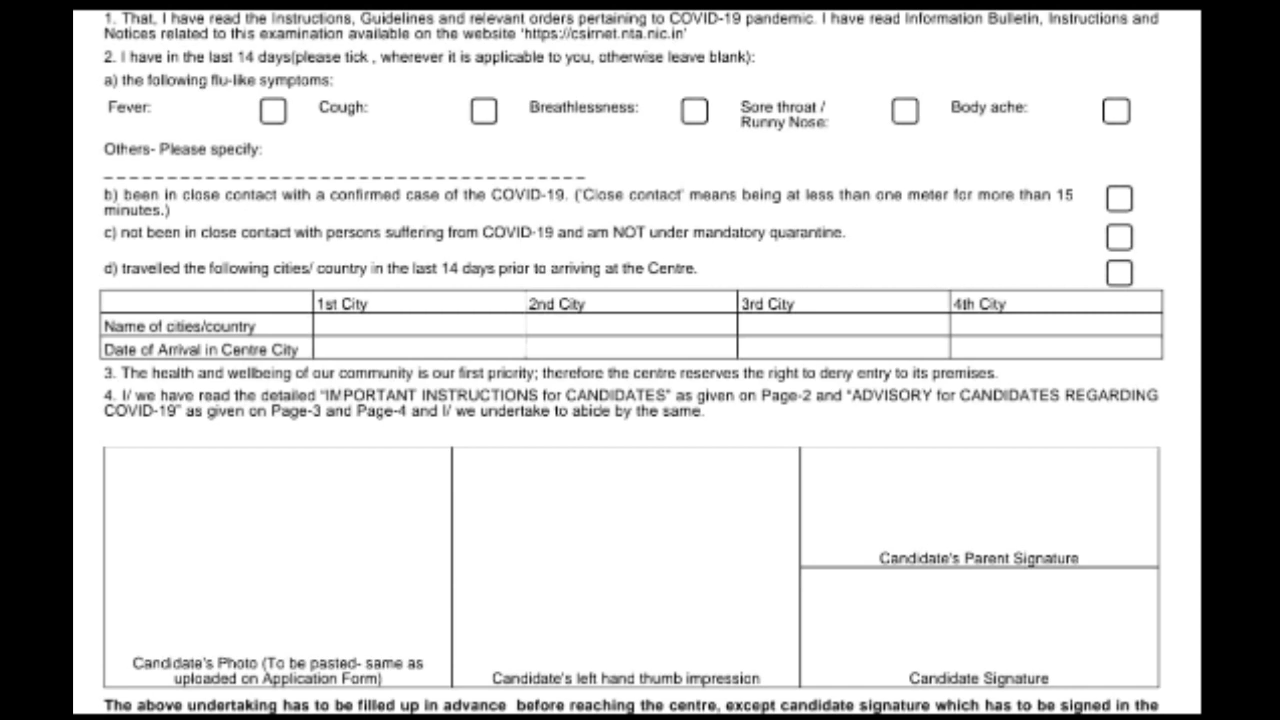 1. That, I have read the Instructions, Guidelines and relevant orders pertaining to COVID-19 pandemic. I have read Information Bulletin, Instructions and
Notices related to this examination available on the website 'https://csirnet.nta.nic.in'
2. I have in the last 14 days(please tick , wherever it is applicable to you, otherwise leave blank):
a) the following flu-like symptoms:
Fever: Cough: Breathlessness: Sore throat / Body ache:
Runny Nose:
Others- Please specify:
b) been in close contact with a confirmed case of the COVID-19. ('Close contact' means being at less than one meter for more than 15
minutes.)
c) not been in close contact with persons suffering from COVID-19 and am NOT under mandatory quarantine.
d) travelled the following cities/ country in the last 14 days prior to arriving at the Centre.
1st City 2nd City 3rd City 4th City
Name of cities/country
Date of Arrival in Centre City
3. The health and wellbeing of our community is our first priority; therefore the centre reserves the right to deny entry to its premises.
4. I/ we have read the detailed "IMPORTANT INSTRUCTIONS for CANDIDATES" as given on Page-2 and "ADVISORY for CANDIDATES REGARDING
COVID-19" as given on Page-3 and Page-4 and I/ we undertake to abide by the same.
Candidate's Parent Signature
Candidate's Photo (To be pasted- same as
uploaded on Application Form)
Candidate's left hand thumb impression
Candidate Signature
The above undertaking has to be filled up in advance before reaching the centre, except candidate signature which has to be signed in the